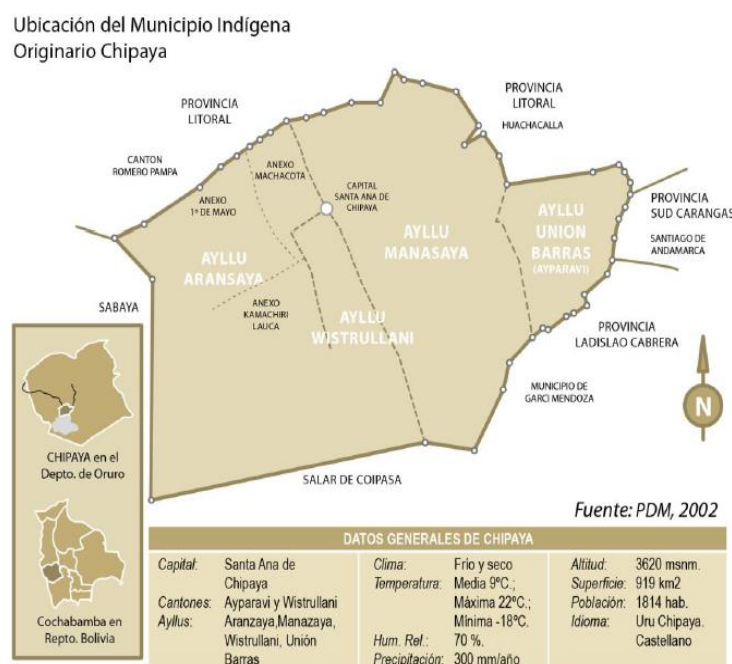 Ubicación del Municipio Indígena
Originario Chipaya
PROVINCIA
LITORAL
PROVINCIA
LITORAL
HUACHACALLA
CANTON
ROMERO PAMPA
ANEXO
MACHACOTA
CAPITAL
SANTA ANA DE
CHIPAYA
ANEXO
1º DE MAYO
AYLLU
UNION
BARRAS
(AYPARAVI)
PROVINCIA
SUD CARANGAS
AYLLU
MANASAYA
AYLLU
ARANSAYA
SANTIAGO DE
ANDAMARCA
SABAYA
ANEXO
KAMACHIRI
LAUCA
AYLLU
WISTRULLANI
PROVINCIA
LADISLAO CABRERA
MUNICIPIO DE
GARCI MENDOZA
N
CHIPAYA en el
Depto. de Oruro
SALAR DE COIPASA
Cochabamba en
Repto. Bolivia
Fuente: PDM, 2002
DATOS GENERALES DE CHIPAYA
Capital: Santa Ana de
Chipaya
Cantones: Ayparavi y Wistrullani
Ayllus: Aranzaya,Manazaya,
Wistrullani, Unión
Barras
Clima: Frio y seco
Temperatura: Media 9ºC.;
Máxima 22ºC.;
Mínima -18ºC.
Hum. Rel.: 70 %.
Precipitación: 300 mm/año
Altitud: 3620 msnm.
Superficie: 919 km2
Población: 1814 hab.
Idioma: Uru Chipaya.
Castellano